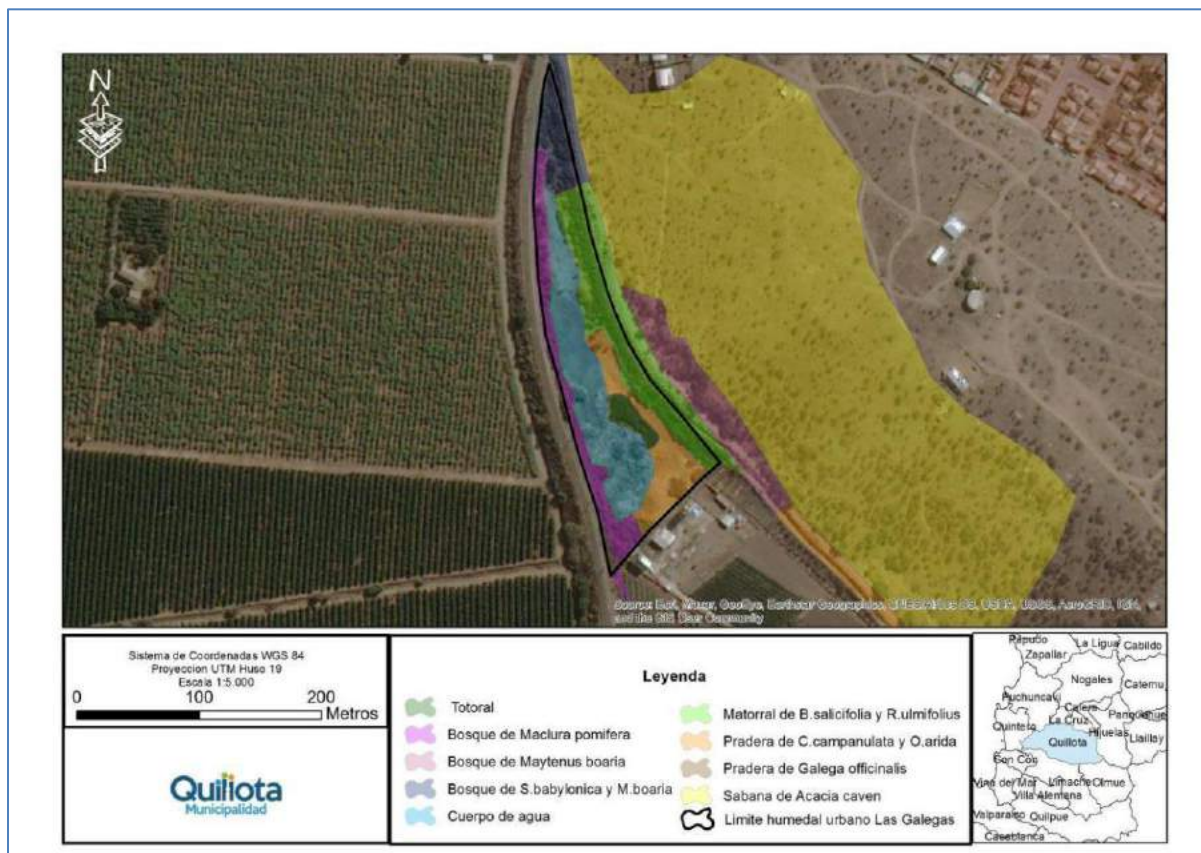 N
Source: Esri, Maxar, GeoEye, Earthstar Geographics, CNES/Airbus DS, USDA, USGS, AeroGRID, IGN,
and the GIS User Community
Sistema de Coordenadas WGS 84
Proyeccion UTM Huso 19
Escala 1:5.000
0 100 200
Metros
Quillota
Municipalidad
Leyenda
Totoral
Bosque de Maclura pomifera
Bosque de Maytenus boaria
Bosque de S.babylonica y M.boaria
Cuerpo de agua
Matorral de B.salicifolia y R.ulmifolius
Pradera de C.campanulata y O.arida
Pradera de Galega officinalis
Sabana de Acacia caven
Limite humedal urbano Las Galegas
Papudo
La Ligua
Cabildo
Zapallar
Nogales
Catemu
Puchuncavi
Calera
Panquehue
Quintero
La Cruz
Hijuelas
Llaillay
Quillota
Con Con
Vina del Mar
Limache
Olmue
Villa Alemana
Valparaiso
Quilpue
Casablanca